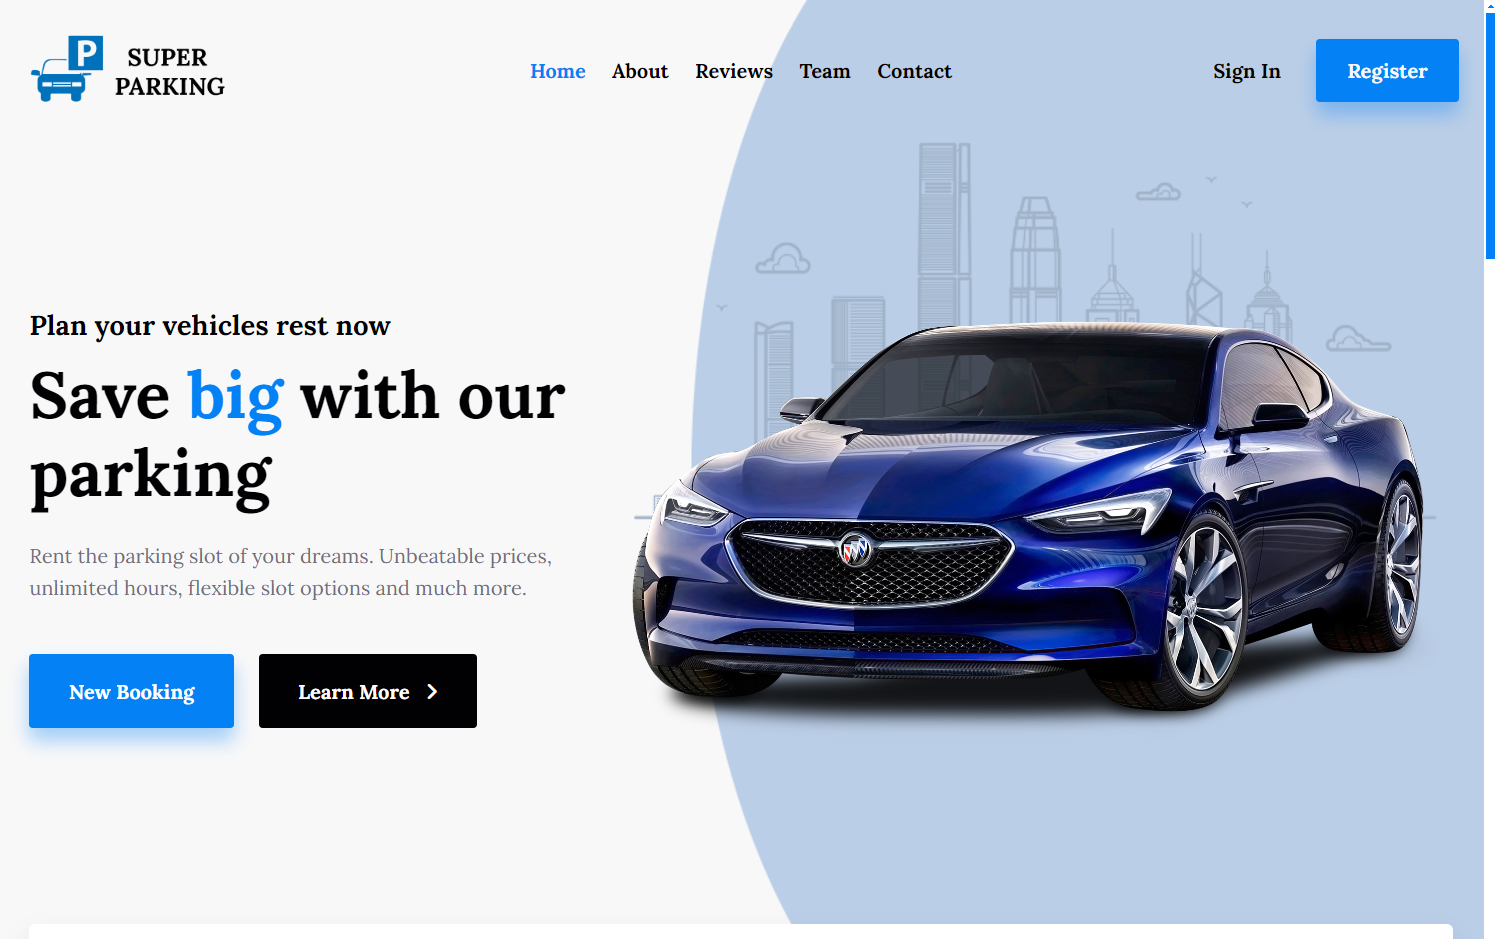 P
SUPER
PARKING
Home About Reviews Team Contact
Sign In
Register
Plan your vehicles rest now
Save big with our
parking
Rent the parking slot of your dreams. Unbeatable prices,
unlimited hours, flexible slot options and much more.
New Booking
Learn More